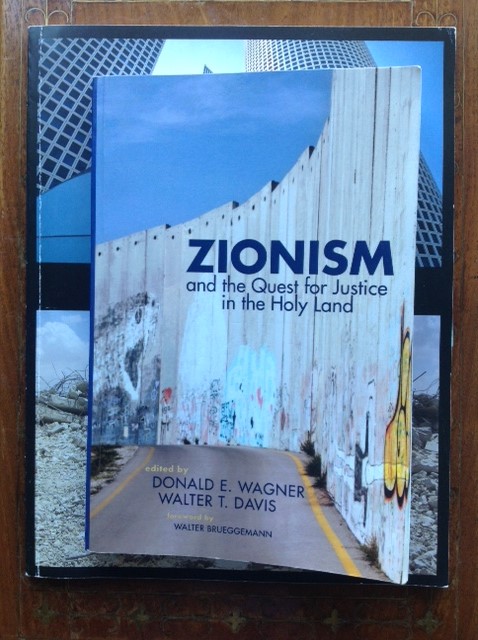 ZIONISM
and the Quest for Justice
in the Holy Land
edited by
DONALD E. WAGNER
WALTER T. DAVIS
foreword by
WALTER BRUEGGEMANN